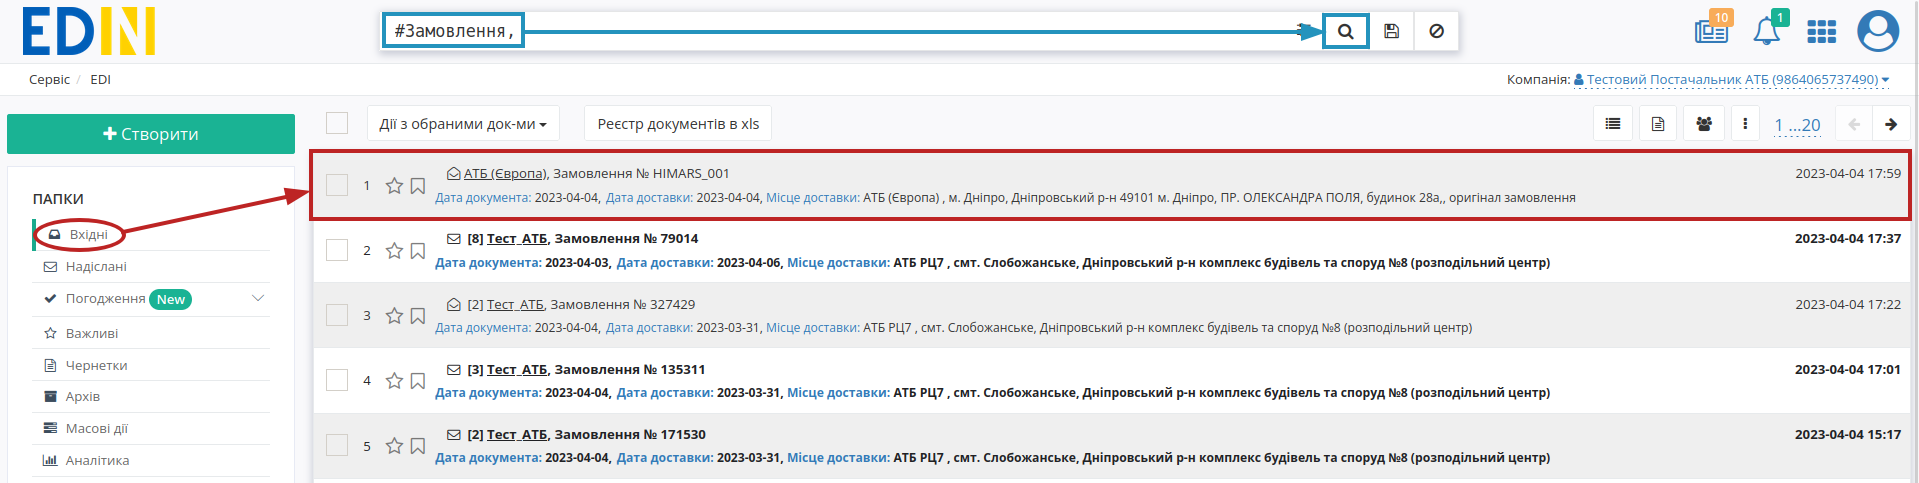 EDIN
#Замовлення,
10
1
Сервіс / EDI
Компанія: Тестовий Постачальник АТБ (9864065737490)
Створити
Дії з обраними док-ми
Реєстр документів в xls
1 ...20
ПАПКИ
Вхідні
Надіслані
Погодження New
Важливі
Чернетки
Архів
Масові дії
Аналітика
1 АТБ (Європа), Замовлення № HIMARS_001 2023-04-04 17:59
Дата документа: 2023-04-04, Дата доставки: 2023-04-04, Місце доставки: АТБ (Європа) , м. Дніпро, Дніпровський р-н 49101 м. Дніпро, ПР. ОЛЕКСАНДРА ПОЛЯ, будинок 28а,, оригінал замовлення
2 [8] Тест_АТБ, Замовлення № 79014 2023-04-04 17:37
Дата документа: 2023-04-03, Дата доставки: 2023-04-06, Місце доставки: АТБ РЦ7 , смт. Слобожанське, Дніпровський р-н комплекс будівель та споруд №8 (розподільний центр)
3 [2] Тест_АТБ, Замовлення № 327429 2023-04-04 17:22
Дата документа: 2023-04-04, Дата доставки: 2023-03-31, Місце доставки: АТБ РЦ7 , смт. Слобожанське, Дніпровський р-н комплекс будівель та споруд №8 (розподільний центр)
4 [3] Тест_АТБ, Замовлення № 135311 2023-04-04 17:01
Дата документа: 2023-04-04, Дата доставки: 2023-03-31, Місце доставки: АТБ РЦ7 , смт. Слобожанське, Дніпровський р-н комплекс будівель та споруд №8 (розподільний центр)
5 [2] Тест_АТБ, Замовлення № 171530 2023-04-04 15:17
Дата документа: 2023-04-04, Дата доставки: 2023-03-31, Місце доставки: АТБ РЦ7 , смт. Слобожанське, Дніпровський р-н комплекс будівель та споруд №8 (розподільний центр)